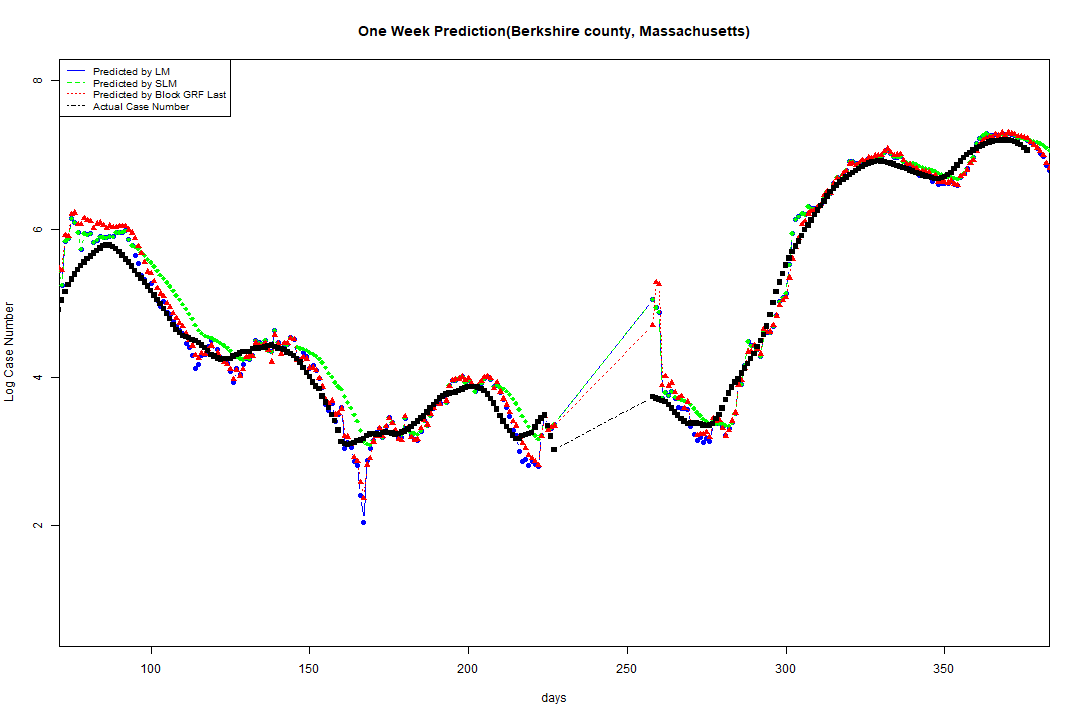 One Week Prediction(Berkshire county, Massachusetts)
Predicted by LM
Predicted by SLM
Predicted by Block GRF Last
Actual Case Number
8
6
4
2
Log Case Number
100 150 200 250 300 350
days